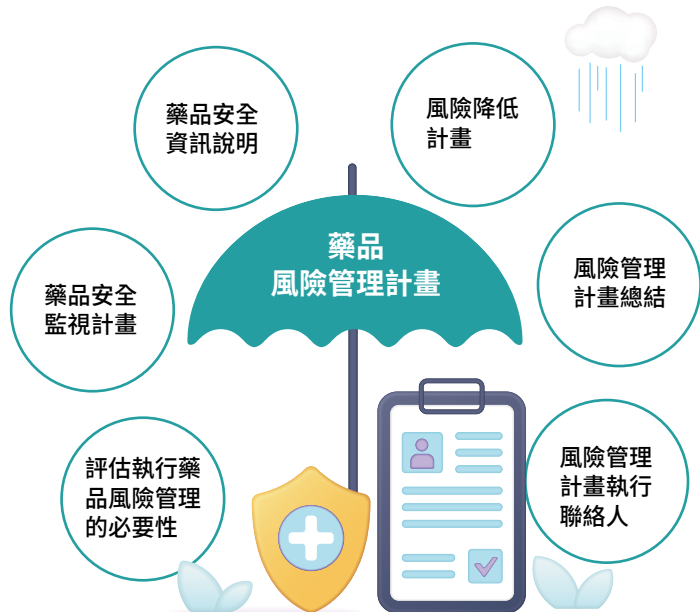 藥品安全
資訊說明
風險降低
計畫
藥品
風險管理計畫
藥品安全
監視計畫
風險管理
計畫總結
評估執行藥
品風險管理
的必要性
風險管理
計畫執行
聯絡人